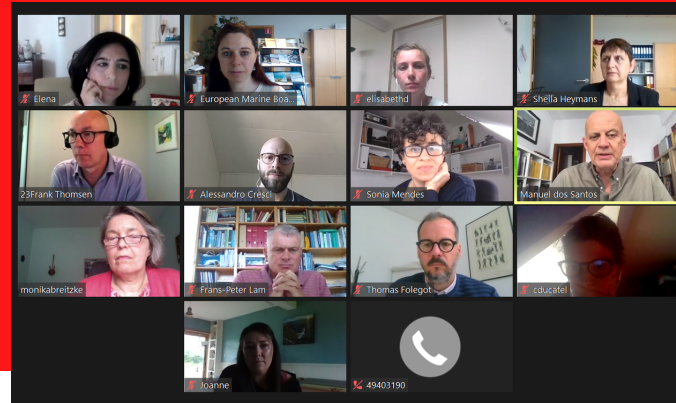 Elena
European Marine Boa...
elisabethd
Sheila Heymans
23Frank Thomsen
Alessandro Cresci
Sonia Mendes
Manuel dos Santos
monikabreitzke
Frans-Peter Lam
Thomas Folegot
cducatel
Joanne
49403190